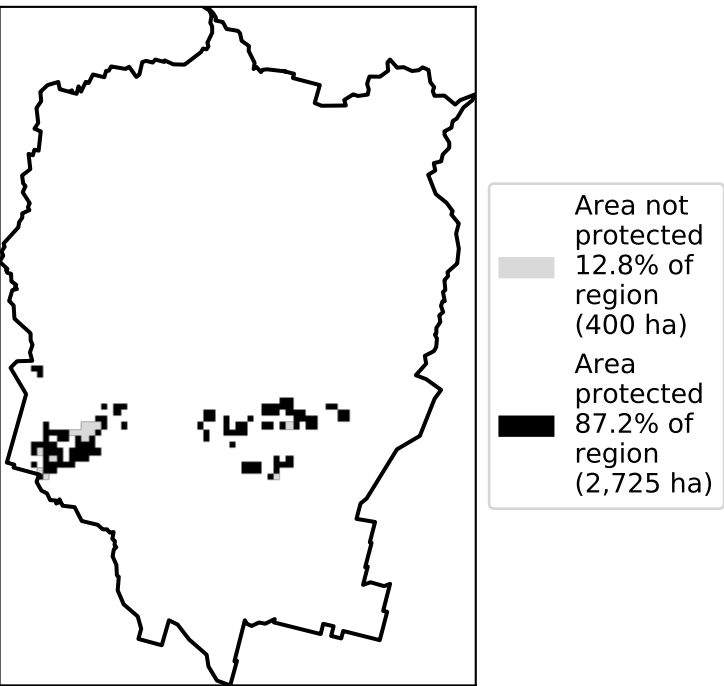 Area not
protected
12.8% of
region
(400 ha)
Area
protected
87.2% of
region
(2,725 ha)